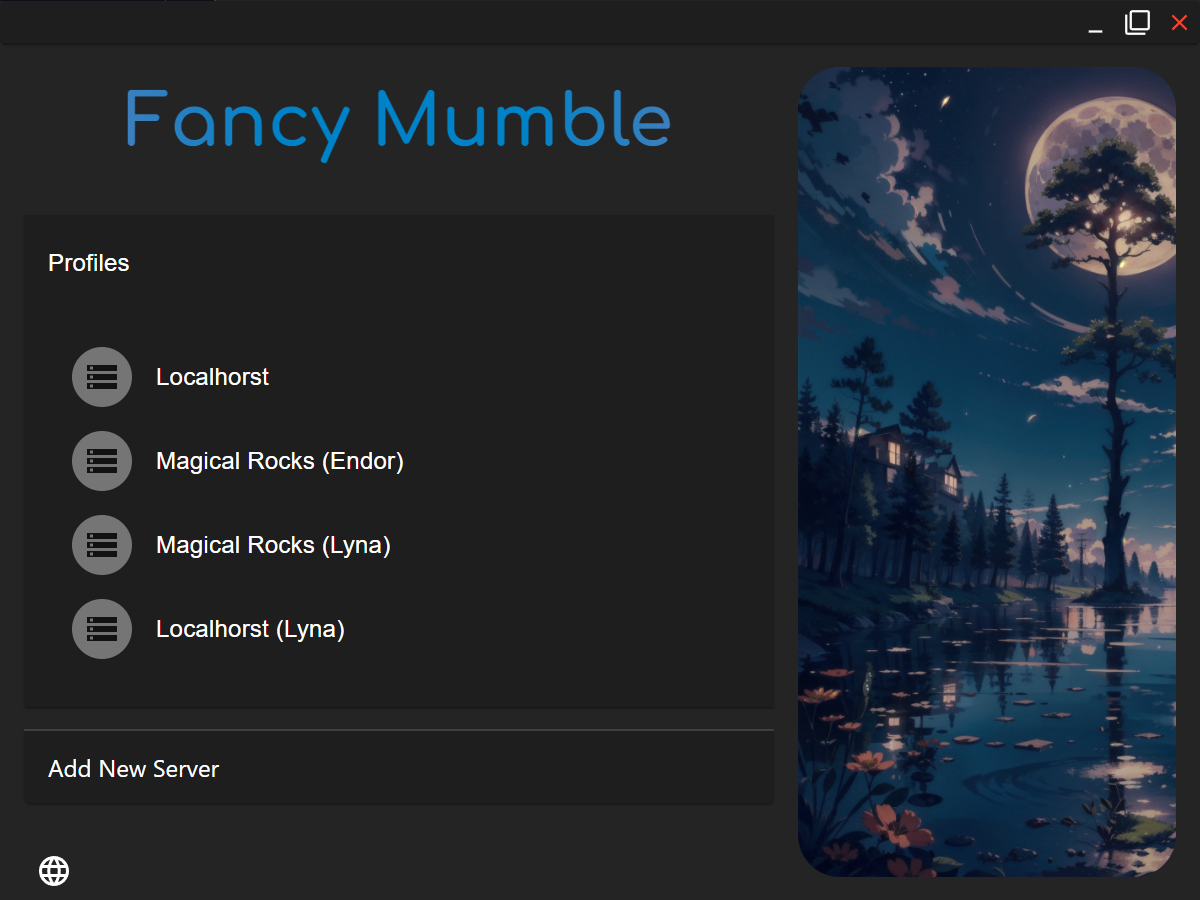 Fancy Mumble
Profiles
Localhorst
Magical Rocks (Endor)
Magical Rocks (Lyna)
Localhorst (Lyna)
Add New Server